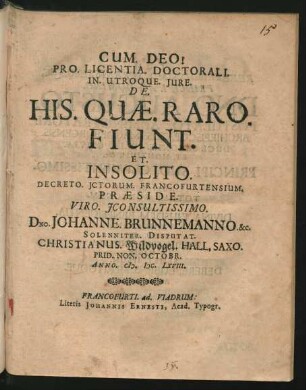 15
CUM. DEO!
PRO. LICENTIA. DOCTORALI.
IN. UTROQUE. JURE.
DE.
HIS. QUÆ. RARO.
FIUNT.
ET.
INSOLITO.
DECRETO. JCTORUM. FRANCOFURTENSIUM,
PRÆSIDE.
VIRO. JCONSULTISSIMO.
Dno. JOHANNE. BRUNNEMANNO. &c.
SOLENNITER. DISPUTAT.
CHRISTIANUS. Wildvogel. HALL, SAXO.
PRID. NON. OCTOBR.
ANNO. cIↄ. Iↄc. LXVIII.
FRANCOFURTI. ad. VIADRUM.
Literis JOHANNIS ERNESTI, Acad. Typogr.